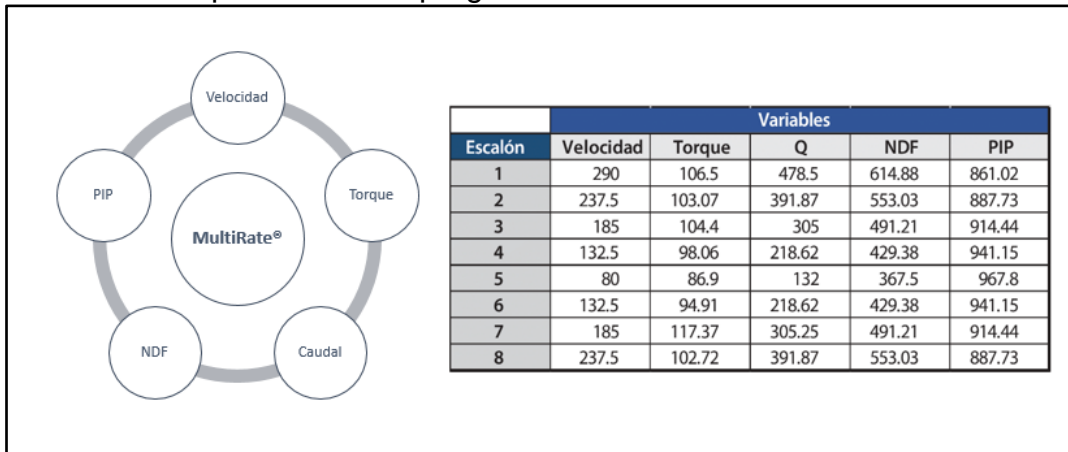 Velocidad
PIP
Torque
MultiRate®
NDF
Caudal
Variables
Escalón Velocidad Torque Q NDF PIP
1 290 106.5 478.5 614.88 861.02
2 237.5 103.07 391.87 553.03 887.73
3 185 104.4 305 491.21 914.44
4 132.5 98.06 218.62 429.38 941.15
5 80 86.9 132 367.5 967.8
6 132.5 94.91 218.62 429.38 941.15
7 185 117.37 305.25 491.21 914.44
8 237.5 102.72 391.87 553.03 887.73